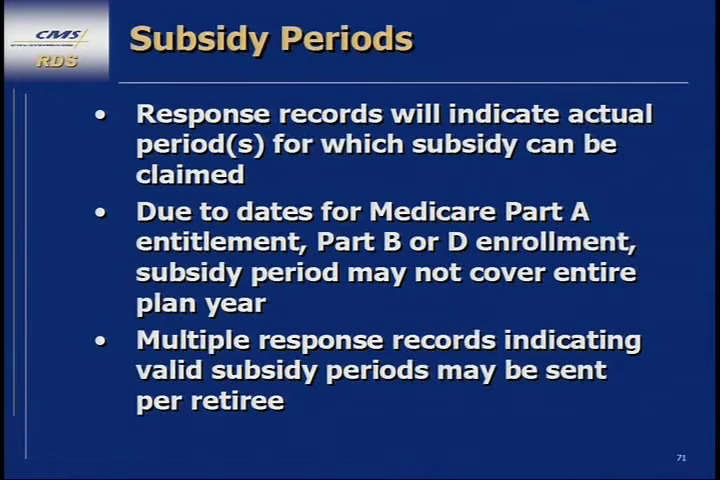 CMS
RDS
Subsidy Periods
• Response records will indicate actual
period(s) for which subsidy can be
claimed
• Due to dates for Medicare Part A
entitlement, Part B or D enrollment,
subsidy period may not cover entire
plan year
• Multiple response records indicating
valid subsidy periods may be sent
per retiree
71